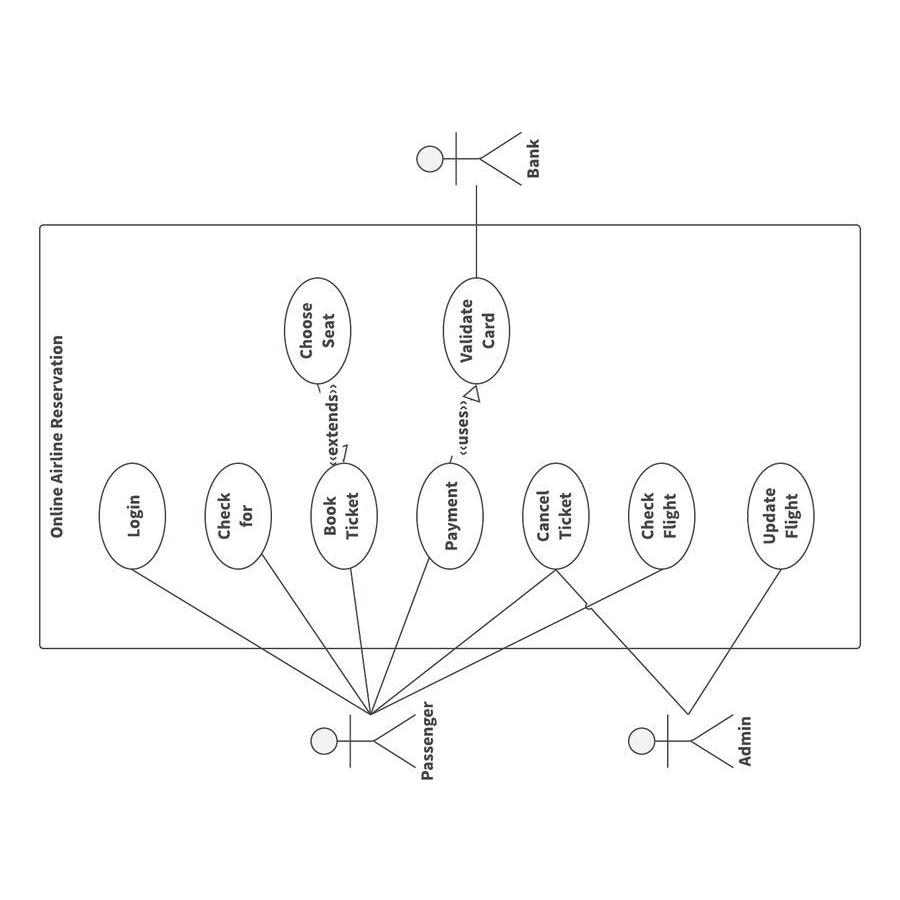 Online Airline Reservation
Login
Check
for
Book
Ticket
‹‹extends››
Choose
Seat
Payment
‹‹uses››
Validate
Card
Cancel
Ticket
Check
Flight
Update
Flight
Passenger
Admin
Bank